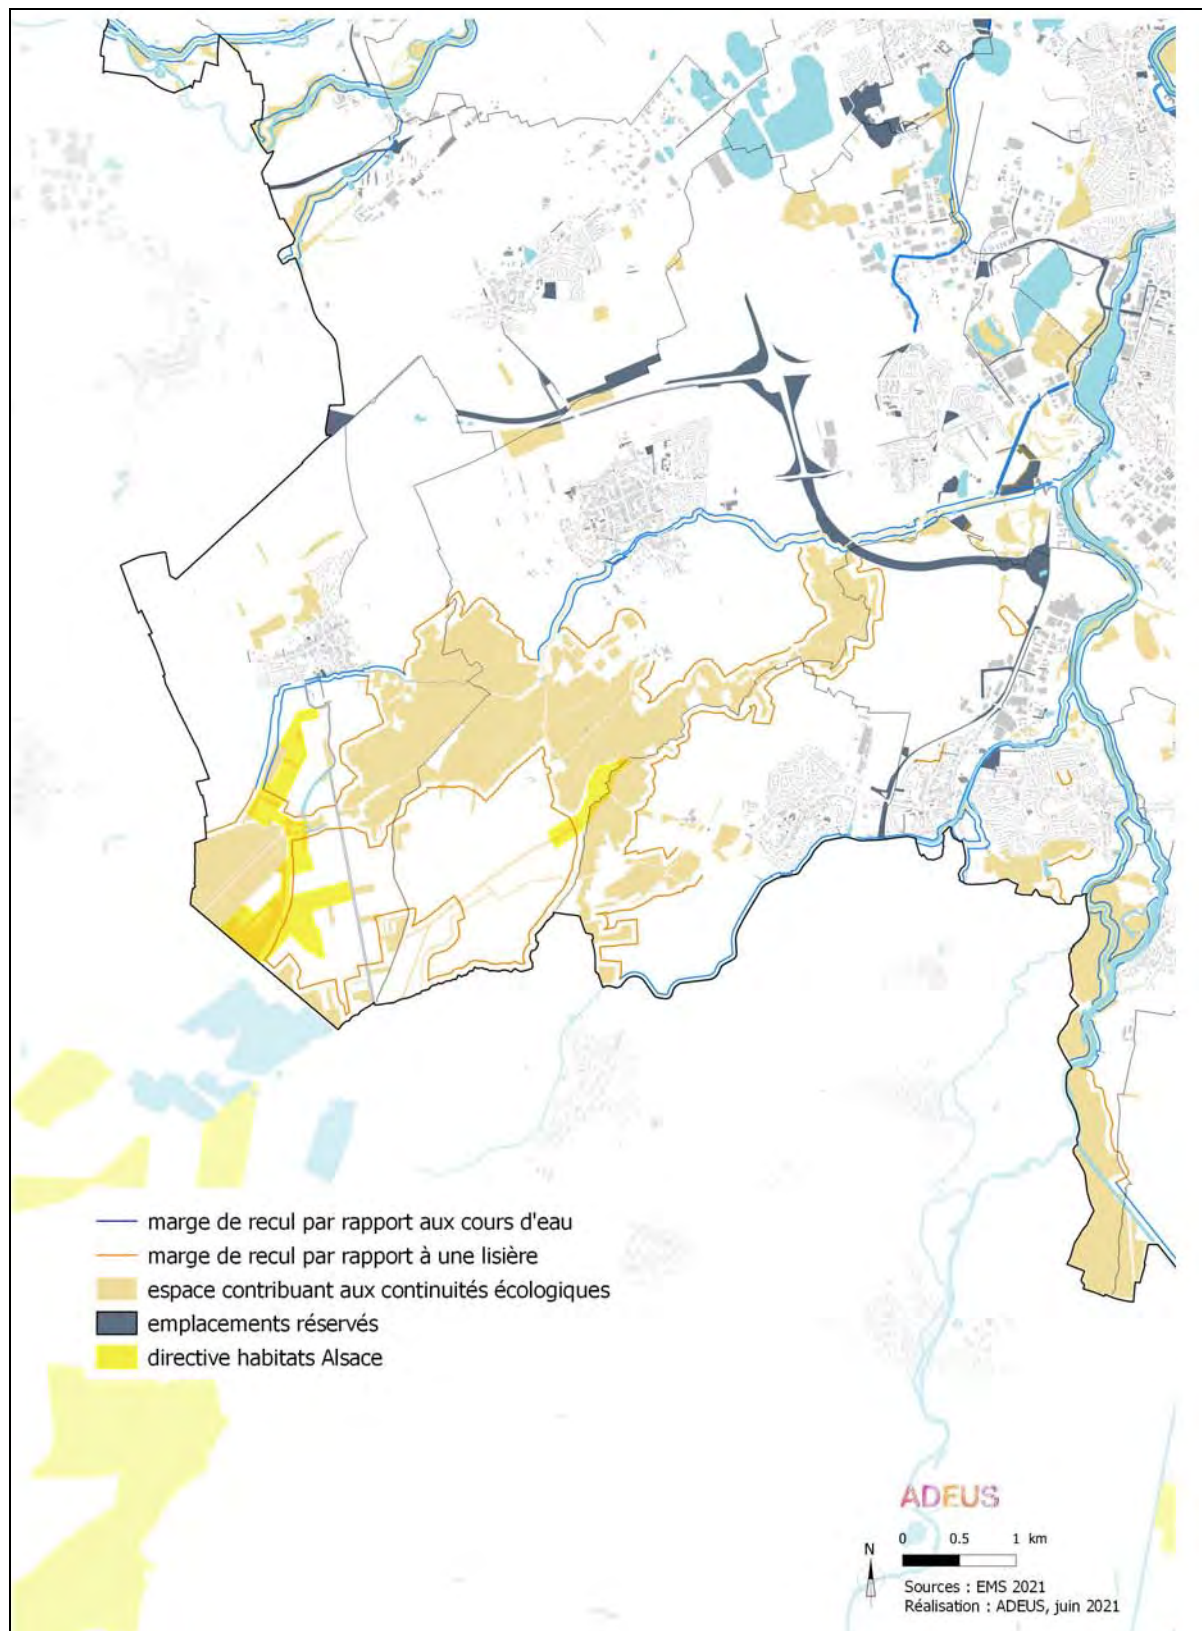 marge de recul par rapport aux cours d'eau
marge de recul par rapport à une lisière
espace contribuant aux continuités écologiques
emplacements réservés
directive habitats Alsace
ADEUS
0 0.5 1 km
N
Sources : EMS 2021
Réalisation : ADEUS, juin 2021